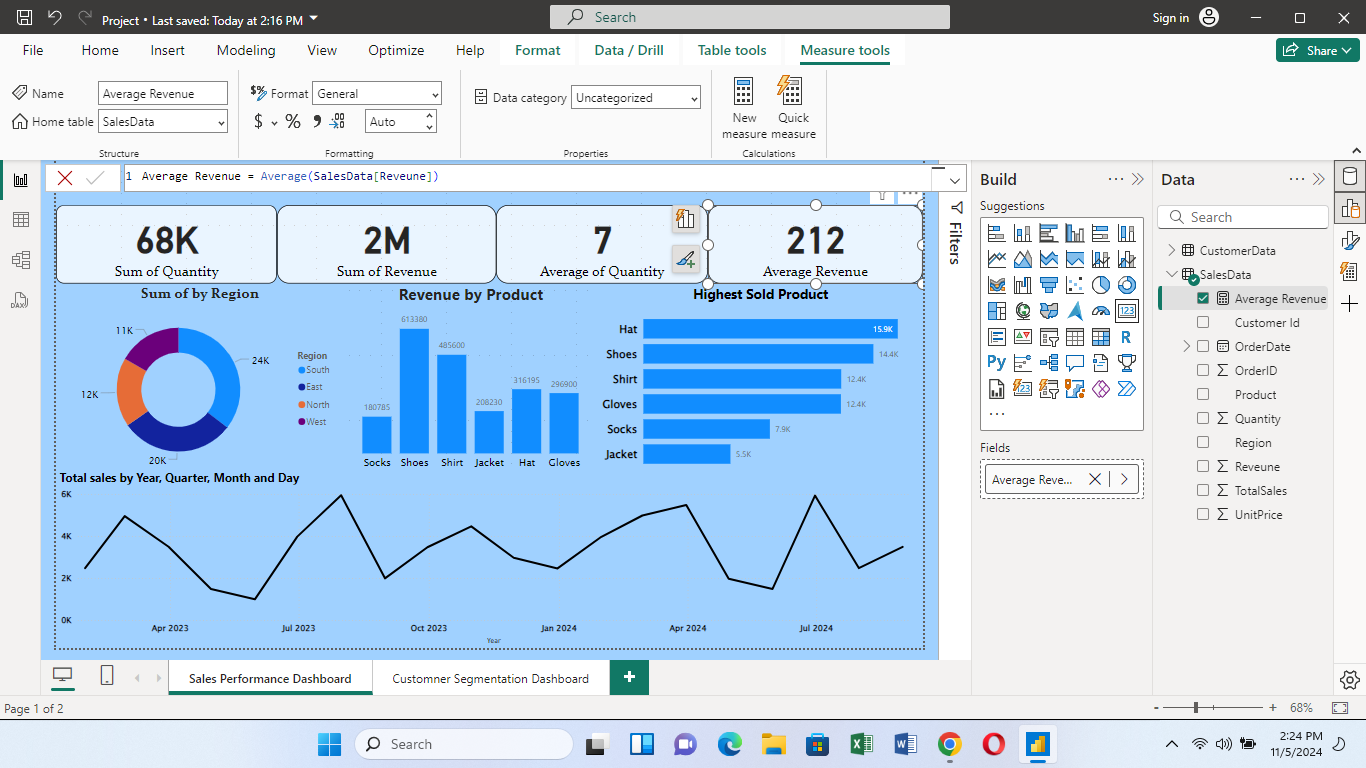 Project • Last saved: Today at 2:16 PM
Search
Sign in
File Home Insert Modeling View Optimize Help Format Data / Drill Table tools Measure tools
Share
Name Average Revenue
Home table SalesData
Structure
$% Format General
$ % Auto
Formatting
Data category Uncategorized
Properties
New measure
Quick measure
Calculations
1 Average Revenue = Average(SalesData[Reveune])
68K
Sum of Quantity
2M
Sum of Revenue
7
Average of Quantity
212
Average Revenue
Sum of by Region
11K
24K
12K
20K
Region
South
East
North
West
Revenue by Product
180785
613380
485600
208230
316195
296900
Socks Shoes Shirt Jacket Hat Gloves
Highest Sold Product
Hat 15.9K
Shoes 14.4K
Shirt 12.4K
Gloves 12.4K
Socks 7.9K
Jacket 5.5K
Total sales by Year, Quarter, Month and Day
6K
4K
2K
0K
Apr 2023 Jul 2023 Oct 2023 Jan 2024 Apr 2024 Jul 2024
Year
Filters
Build
Suggestions
123
R
Py
123
...
Fields
Average Reve...
Data
Search
CustomerData
SalesData
Average Revenue
Customer Id
OrderDate
OrderID
Product
Quantity
Region
Reveune
TotalSales
UnitPrice
DAX
Sales Performance Dashboard
Customner Segmentation Dashboard
+
Page 1 of 2
- + 68%
Search
2:24 PM
11/5/2024